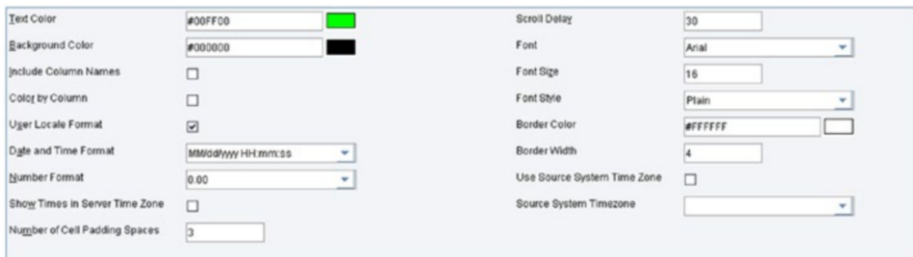 Text Color
#00FF00
Background Color
#000000
Include Column Names
Color by Column
User Locale Format
Date and Time Format
MM/dd/yyyy HH:mm:ss
Number Format
0.00
Show Times in Server Time Zone
Number of Cell Padding Spaces
3
Scroll Delay
30
Font
Arial
Font Size
16
Font Style
Plain
Border Color
#FFFFFF
Border Width
4
Use Source System Time Zone
Source System Timezone